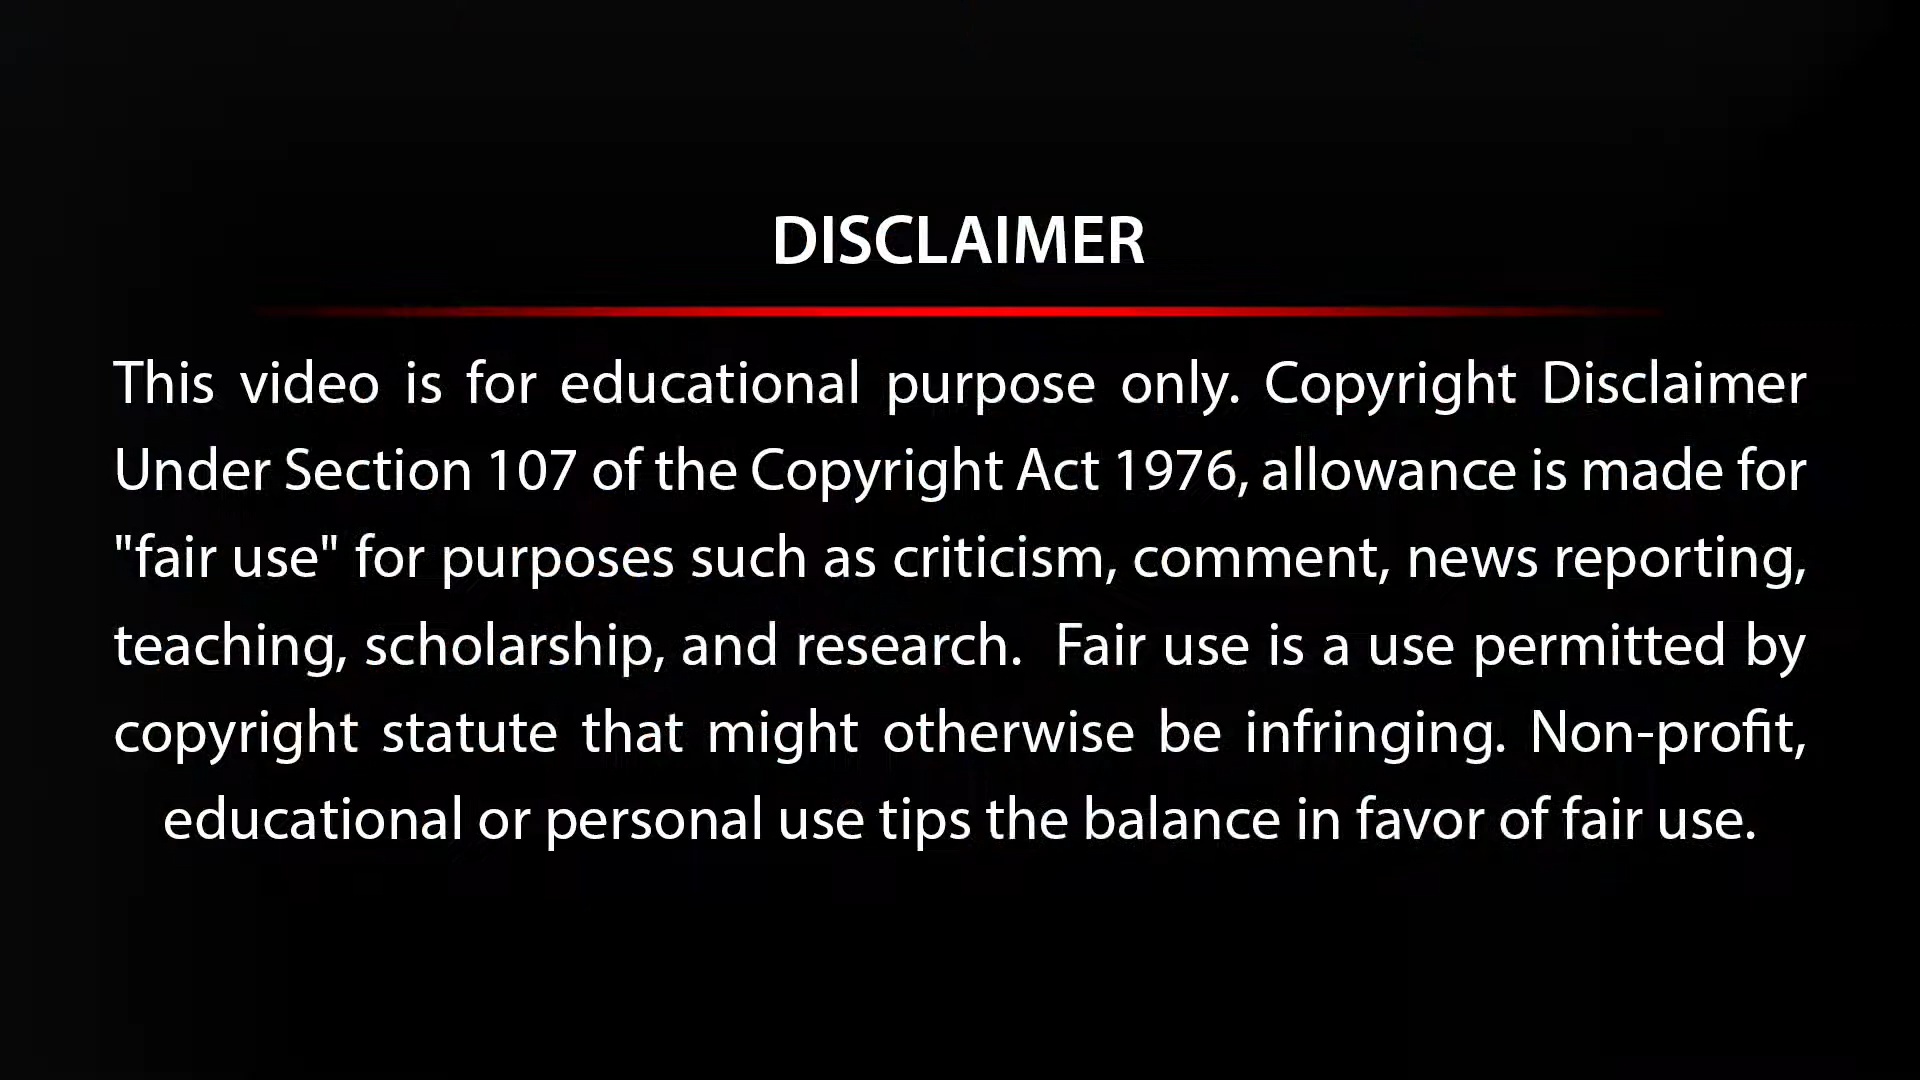 DISCLAIMER
This video is for educational purpose only. Copyright Disclaimer
Under Section 107 of the Copyright Act 1976, allowance is made for
"fair use" for purposes such as criticism, comment, news reporting,
teaching, scholarship, and research.  Fair use is a use permitted by
copyright statute that might otherwise be infringing. Non-profit,
educational or personal use tips the balance in favor of fair use.